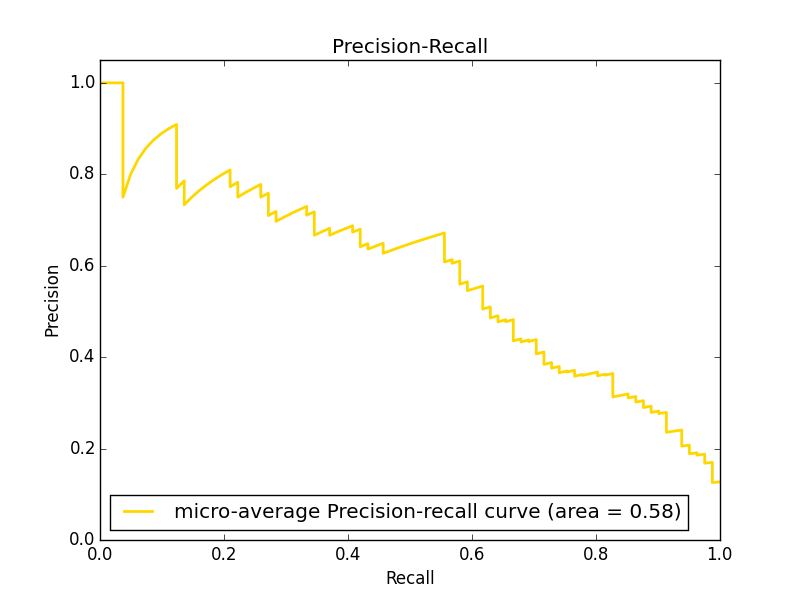 Precision-Recall
1.0
0.8
0.6
0.4
0.2
0.0
Precision
micro-average Precision-recall curve (area = 0.58)
0.0 0.2 0.4 0.6 0.8 1.0
Recall